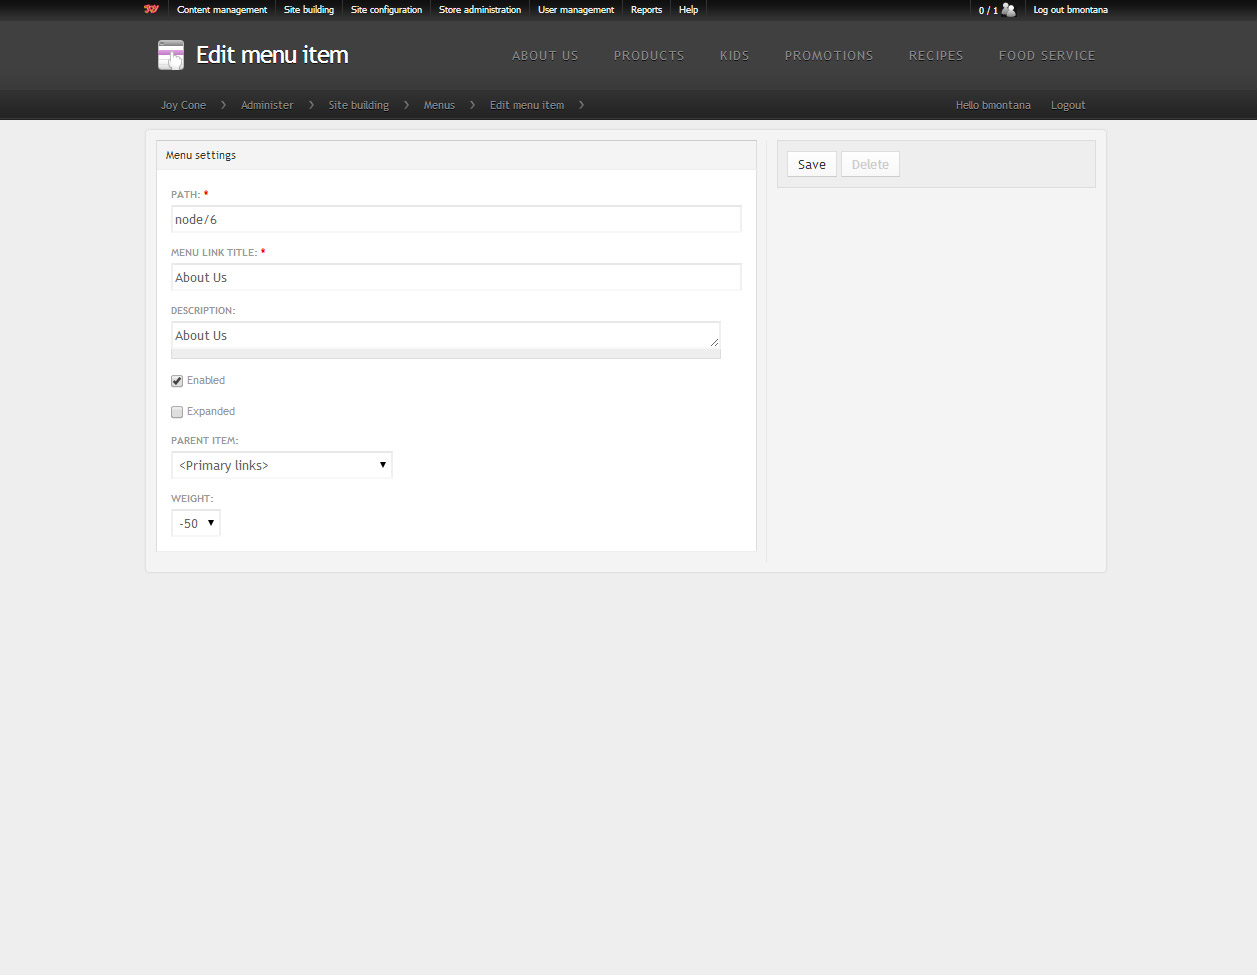 Content management Site building Site configuration Store administration User management Reports Help 0 / 1 Log out bmontana
Edit menu item ABOUT US PRODUCTS KIDS PROMOTIONS RECIPES FOOD SERVICE
Joy Cone › Administer › Site building › Menus › Edit menu item › Hello bmontana Logout
Menu settings
Save Delete
PATH: *
node/6
MENU LINK TITLE: *
About Us
DESCRIPTION:
About Us
Enabled
Expanded
PARENT ITEM:
<Primary links>
WEIGHT:
-50